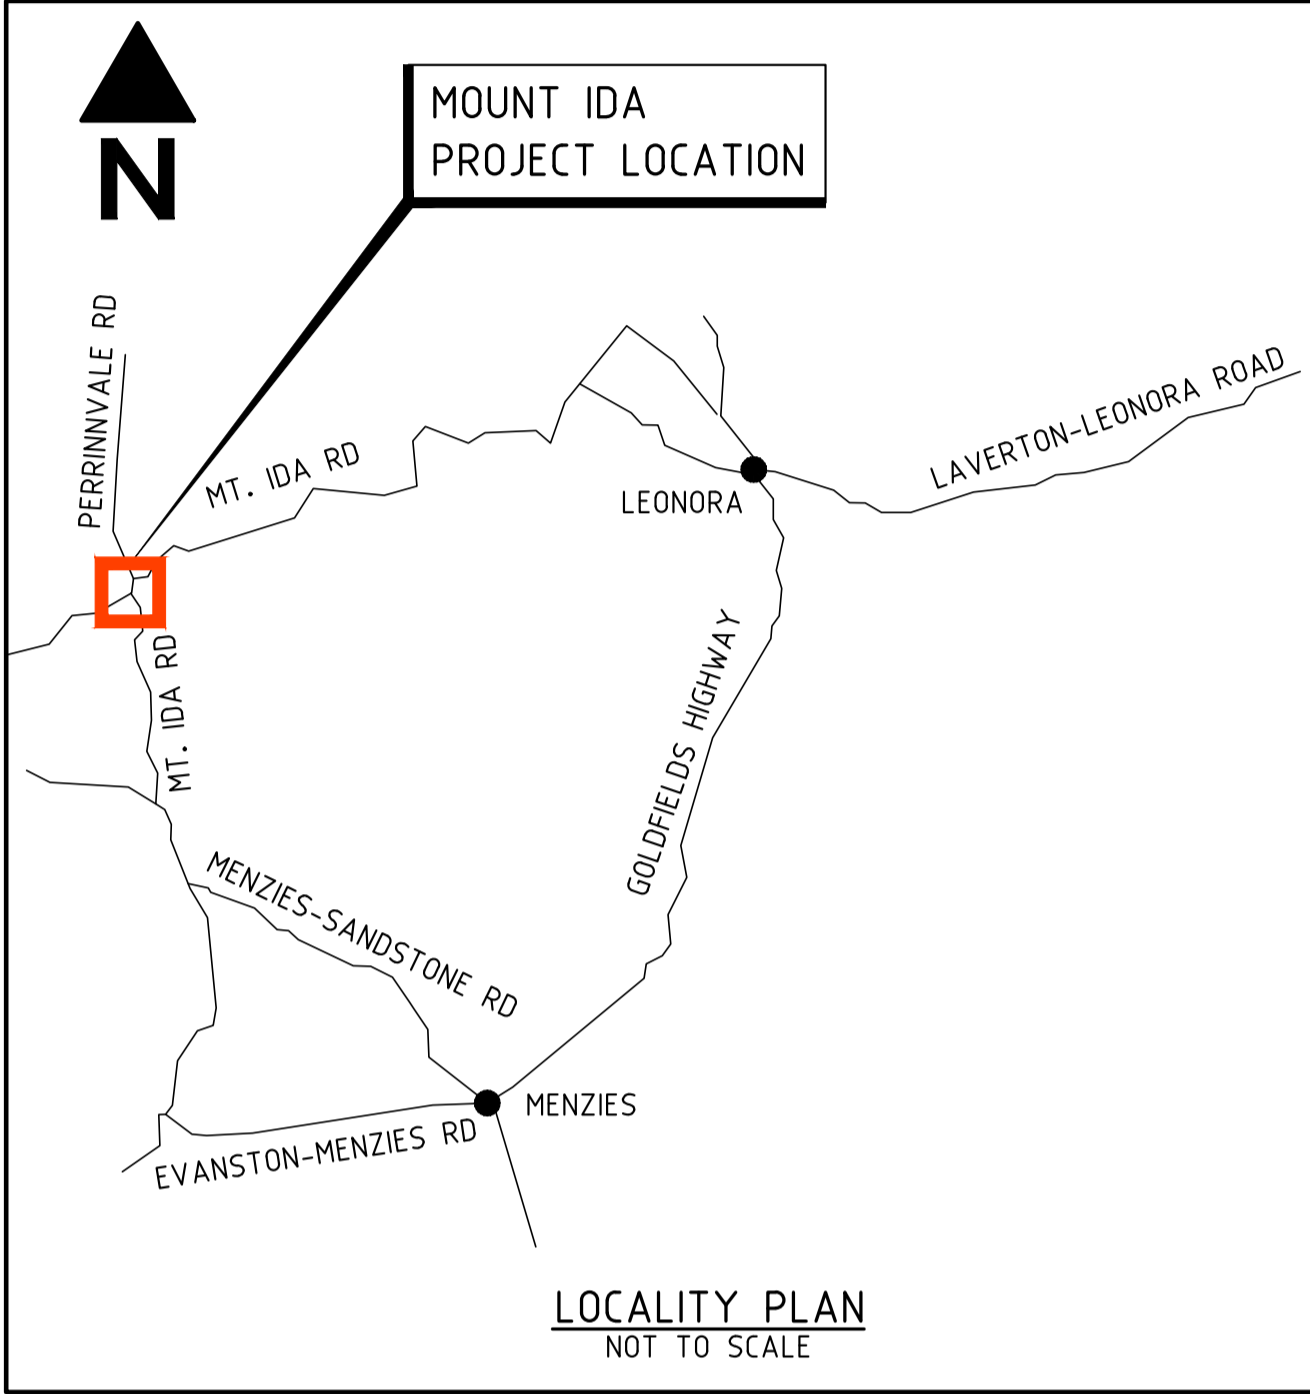 N
MOUNT IDA
PROJECT LOCATION
PERRINNVALE RD
MT. IDA RD
LAVERTON-LEONORA ROAD
LEONORA
MT. IDA RD
GOLDFIELDS HIGHWAY
MENZIES-SANDSTONE RD
MENZIES
EVANSTON-MENZIES RD
LOCALITY PLAN
NOT TO SCALE